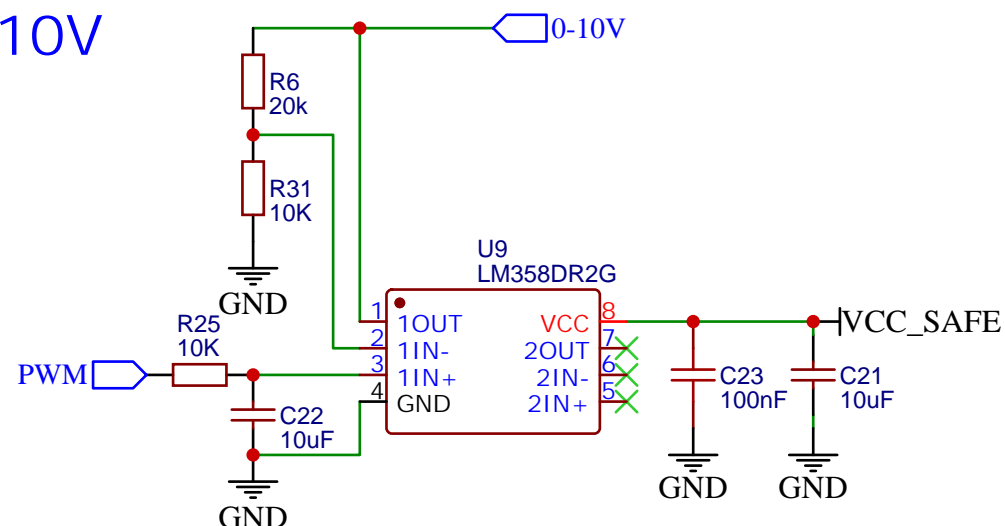 10V
0-10V
R6
20k
R31
10K
GND
U9
LM358DR2G
1
1OUT
2
1IN-
3
1IN+
4
GND
8
VCC
7
2OUT
6
2IN-
5
2IN+
R25
10K
PWM
C22
10uF
GND
VCC_SAFE
C23
100nF
C21
10uF
GND
GND